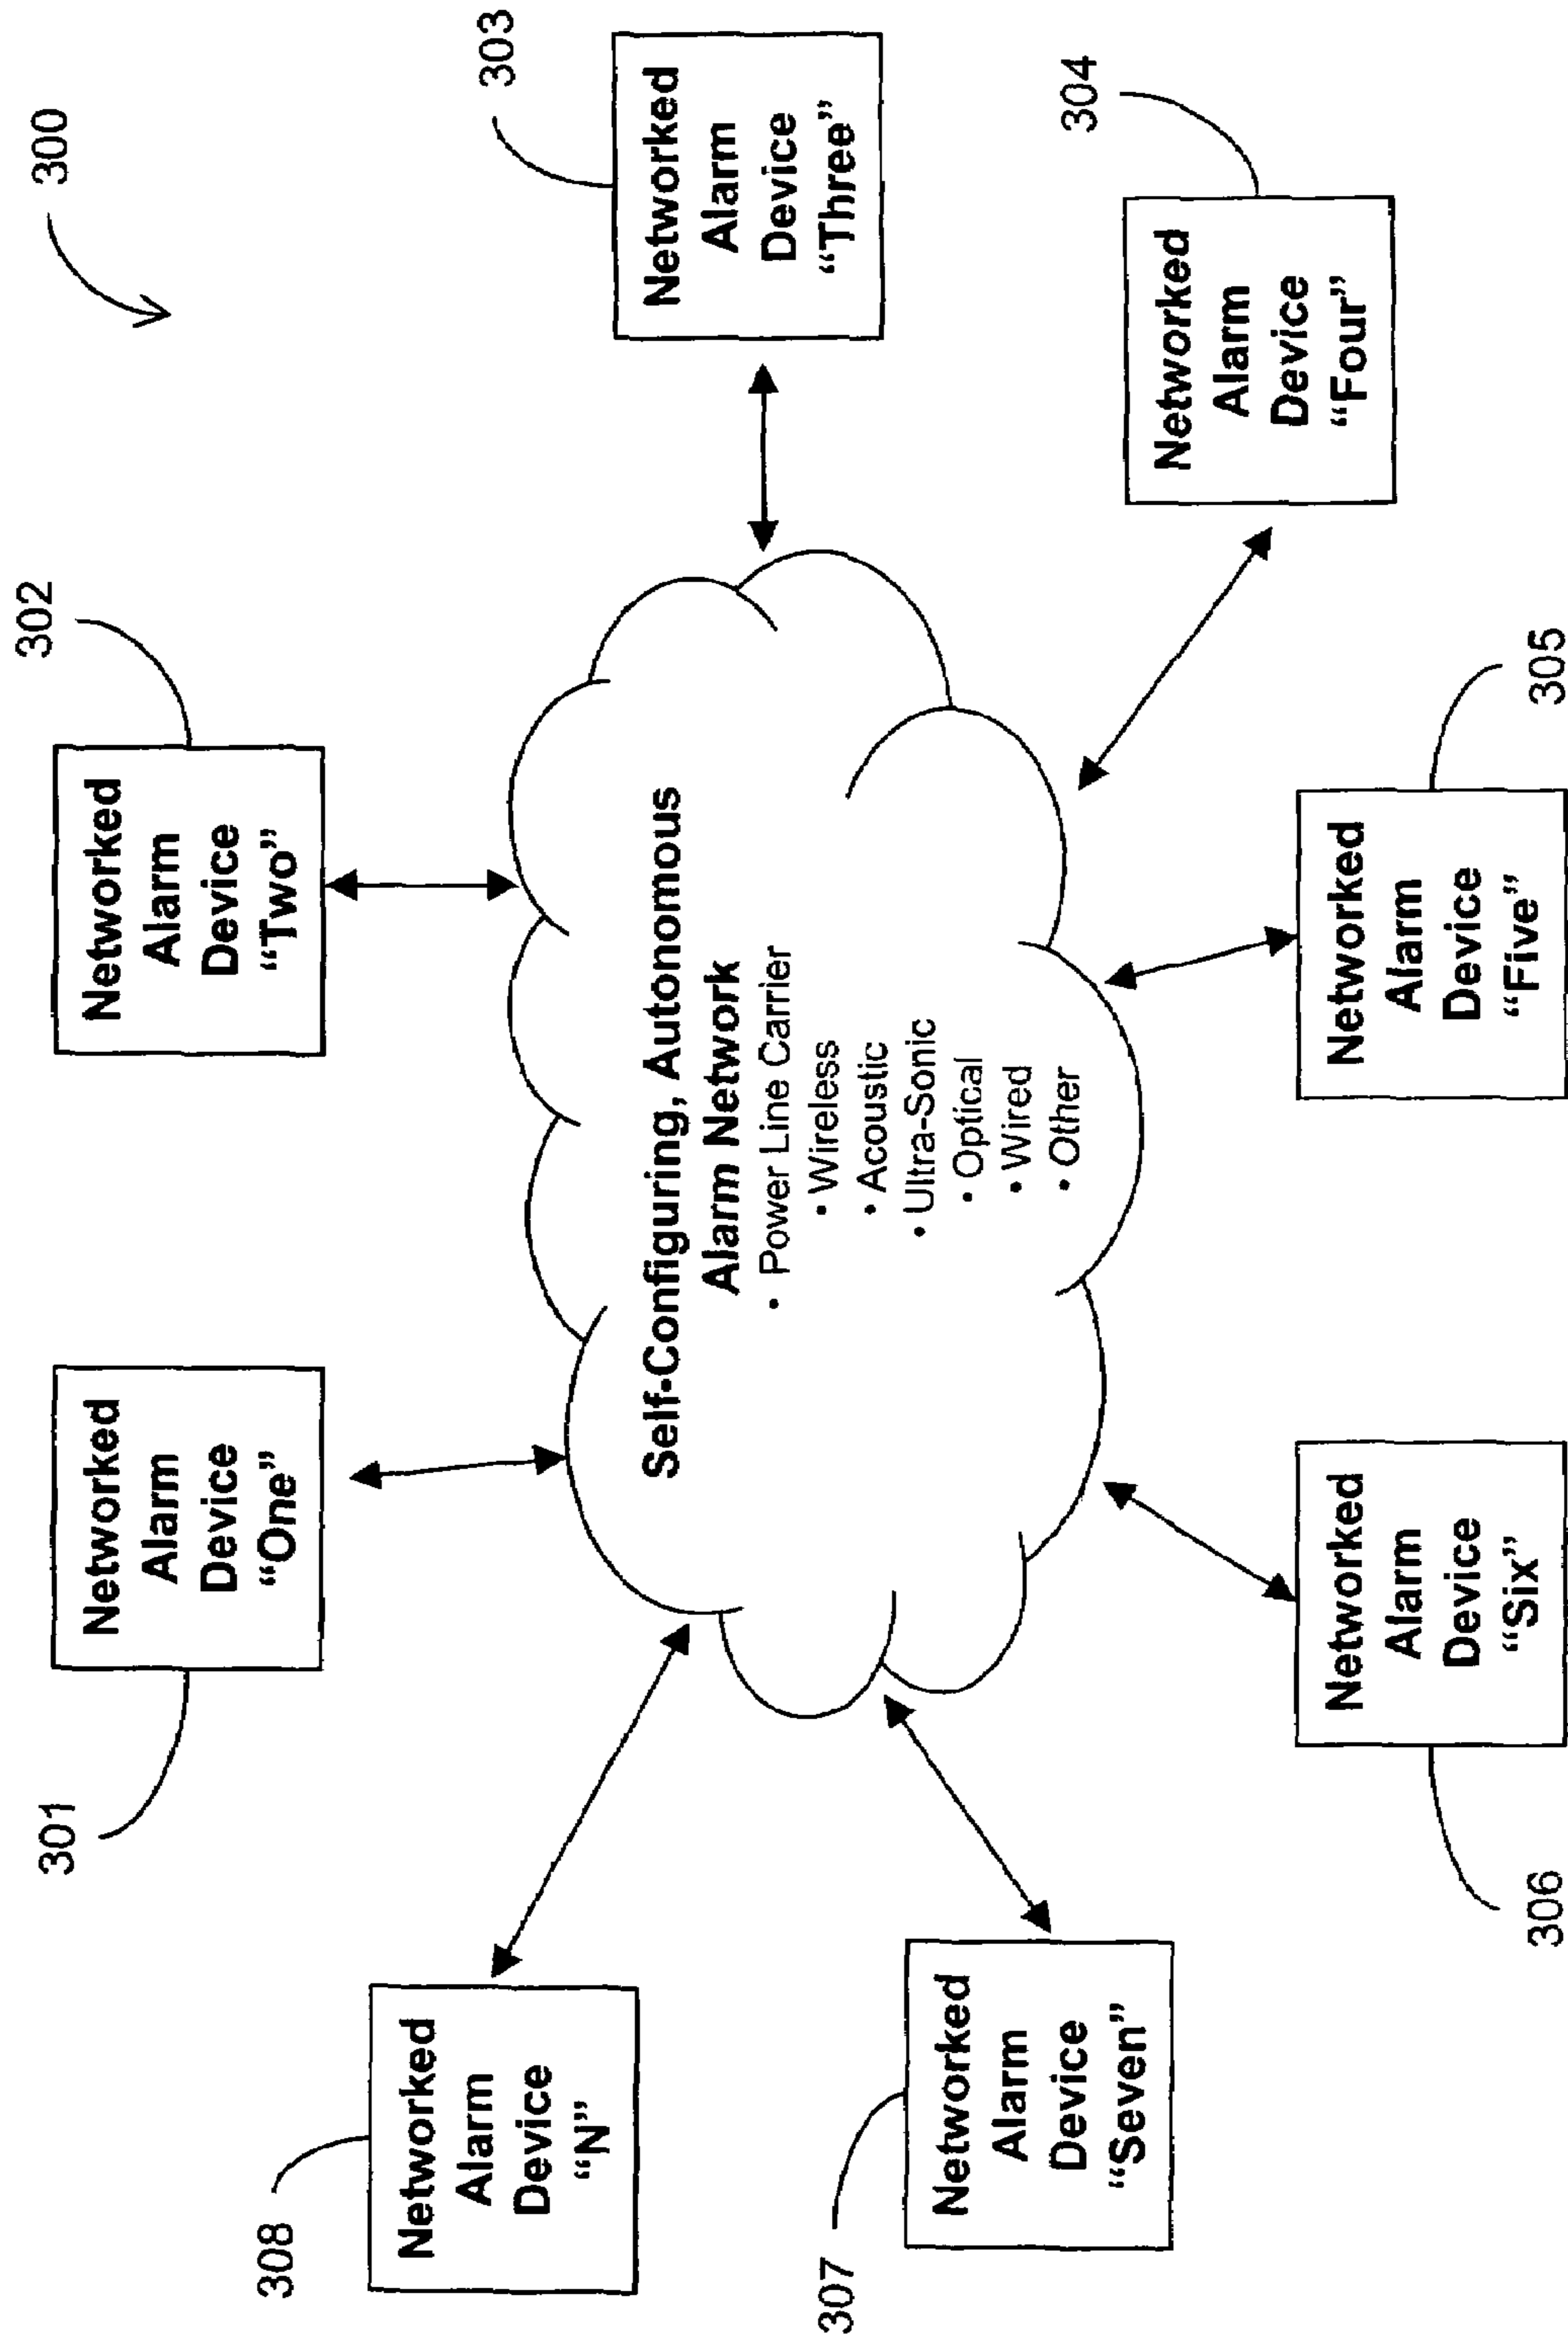 300
301
Networked
Alarm
Device
“One”
302
Networked
Alarm
Device
“Two”
303
Networked
Alarm
Device
“Three”
304
Networked
Alarm
Device
“Four”
305
Networked
Alarm
Device
“Five”
306
Networked
Alarm
Device
“Six”
307
Networked
Alarm
Device
“Seven”
308
Networked
Alarm
Device
“N”
Self-Configuring, Autonomous
Alarm Network
• Power Line Carrier
• Wireless
• Acoustic
• Ultra-Sonic
• Optical
• Wired
• Other